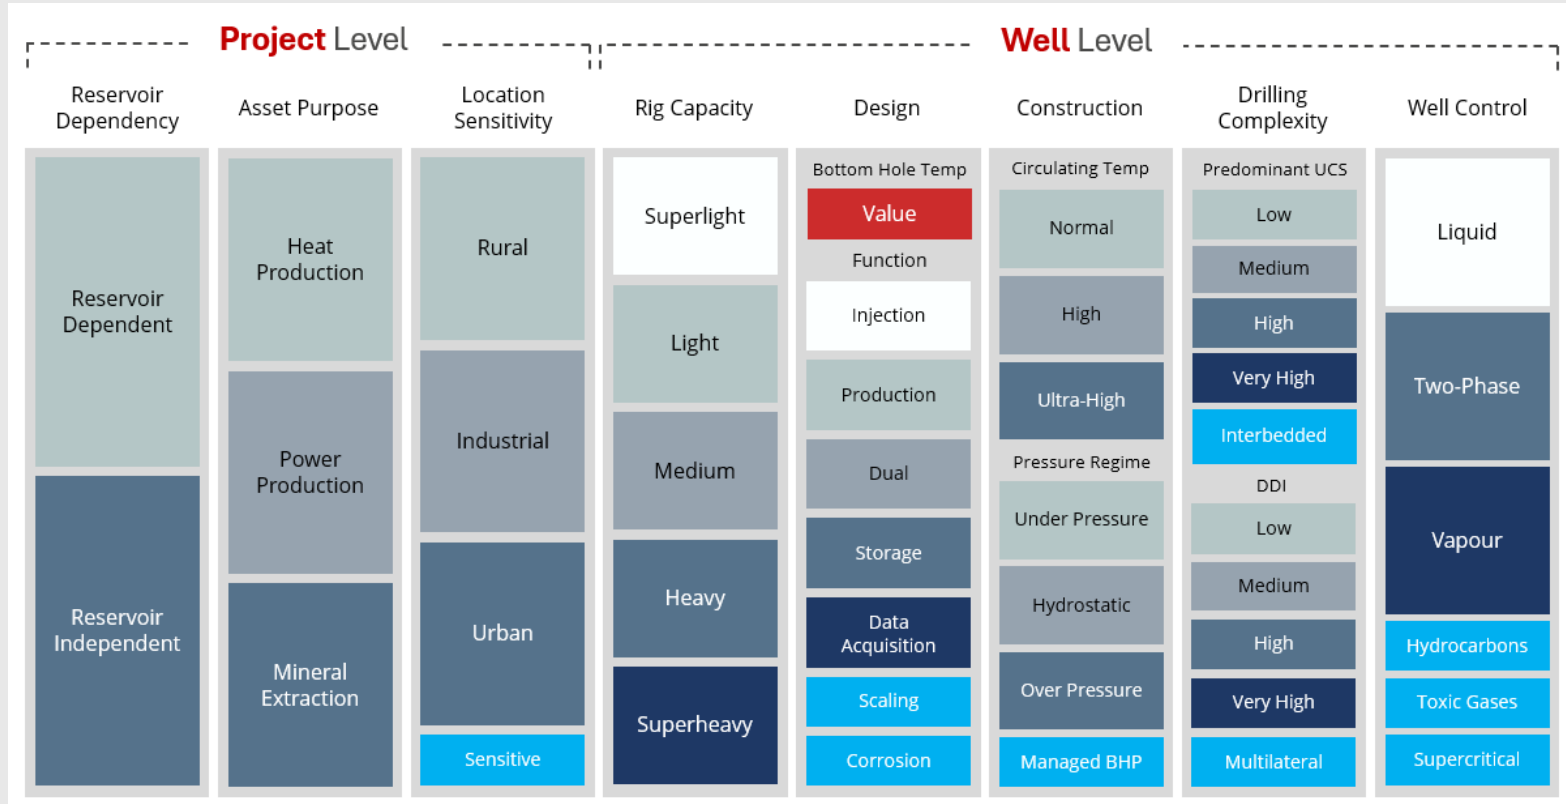 Project Level
Well Level
Reservoir
Dependency
Asset Purpose
Location
Sensitivity
Rig Capacity
Design
Construction
Drilling
Complexity
Well Control
Reservoir
Dependent
Reservoir
Independent
Heat
Production
Power
Production
Mineral
Extraction
Rural
Industrial
Urban
Sensitive
Superlight
Light
Medium
Heavy
Superheavy
Bottom Hole Temp
Value
Function
Injection
Production
Dual
Storage
Data
Acquisition
Scaling
Corrosion
Circulating Temp
Normal
High
Ultra-High
Pressure Regime
Under Pressure
Hydrostatic
Over Pressure
Managed BHP
Predominant UCS
Low
Medium
High
Very High
Interbedded
DDI
Low
Medium
High
Very High
Multilateral
Liquid
Two-Phase
Vapour
Hydrocarbons
Toxic Gases
Supercritical